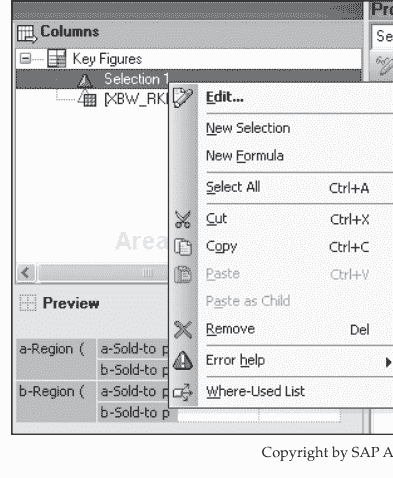 Pro
Columns
Se
Key Figures
Selection 1
[XBW_RK
Edit...
New Selection
New Formula
Select All Ctrl+A
Cut Ctrl+X
Area
Copy Ctrl+C
Paste Ctrl+V
Paste as Child
Preview
Remove Del
a-Region ( a-Sold-to p
Error help
b-Sold-to p
b-Region ( a-Sold-to p
Where-Used List
b-Sold-to p
Copyright by SAP A